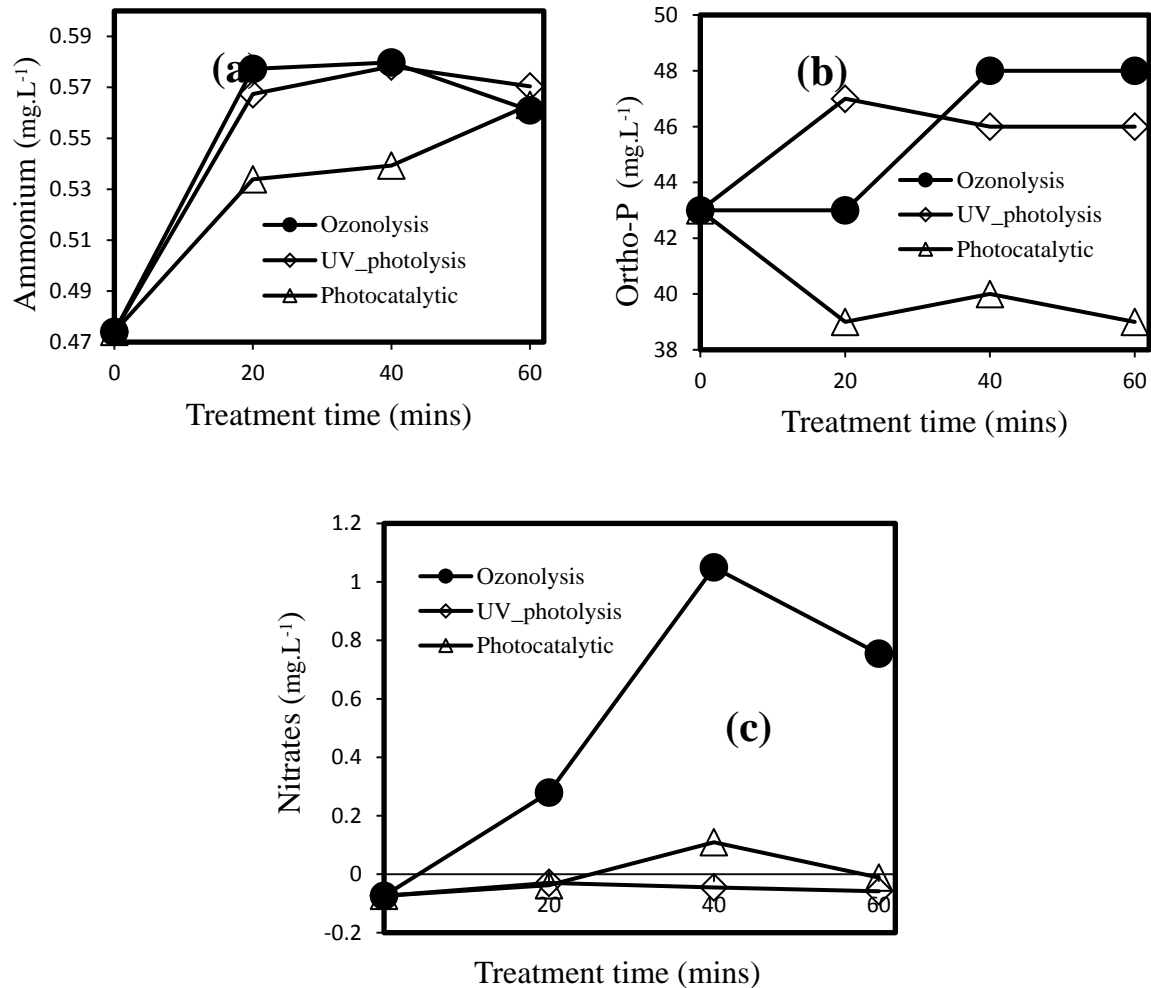 0.59
0.57
0.55
0.53
0.51
0.49
0.47
Ammonium (mg.L⁻¹)
(a)
Ozonolysis
UV_photolysis
Photocatalytic
0 20 40 60
Treatment time (mins)
50
48
46
44
42
40
38
Ortho-P (mg.L⁻¹)
(b)
Ozonolysis
UV_photolysis
Photocatalytic
0 20 40 60
Treatment time (mins)
1.2
1
0.8
0.6
0.4
0.2
0
-0.2
Nitrates (mg.L⁻¹)
Ozonolysis
UV_photolysis
Photocatalytic
(c)
20 40 60
Treatment time (mins)